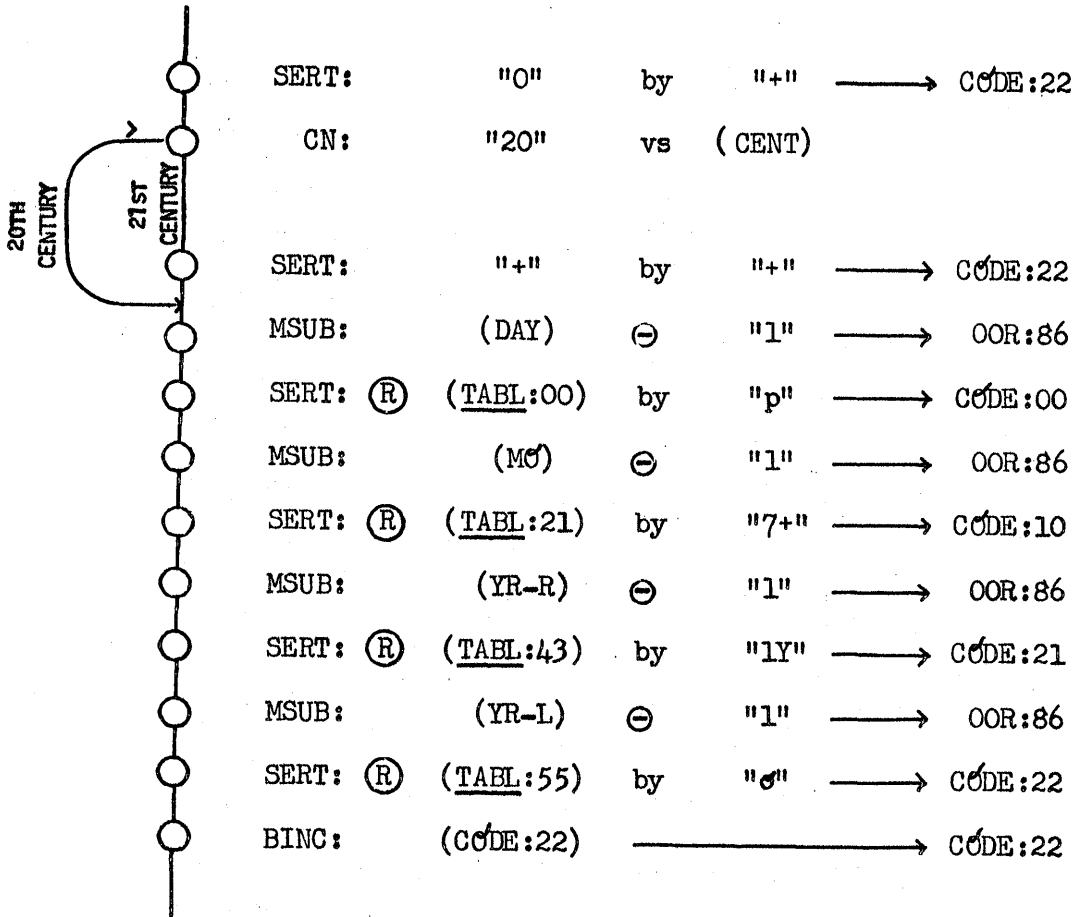 SERT: "0" by "+" ⟶ CØDE:22
CN: "20" vs (CENT)
20TH CENTURY
21ST CENTURY
SERT: "+" by "+" ⟶ CØDE:22
MSUB: (DAY) ⊖ "1" ⟶ OOR:86
SERT: Ⓡ (TABL:00) by "p" ⟶ CØDE:00
MSUB: (MØ) ⊖ "1" ⟶ OOR:86
SERT: Ⓡ (TABL:21) by "7+" ⟶ CØDE:10
MSUB: (YR-R) ⊖ "1" ⟶ OOR:86
SERT: Ⓡ (TABL:43) by "1Y" ⟶ CØDE:21
MSUB: (YR-L) ⊖ "1" ⟶ OOR:86
SERT: Ⓡ (TABL:55) by "ơ" ⟶ CØDE:22
BINC: (CØDE:22) ⟶ CØDE:22